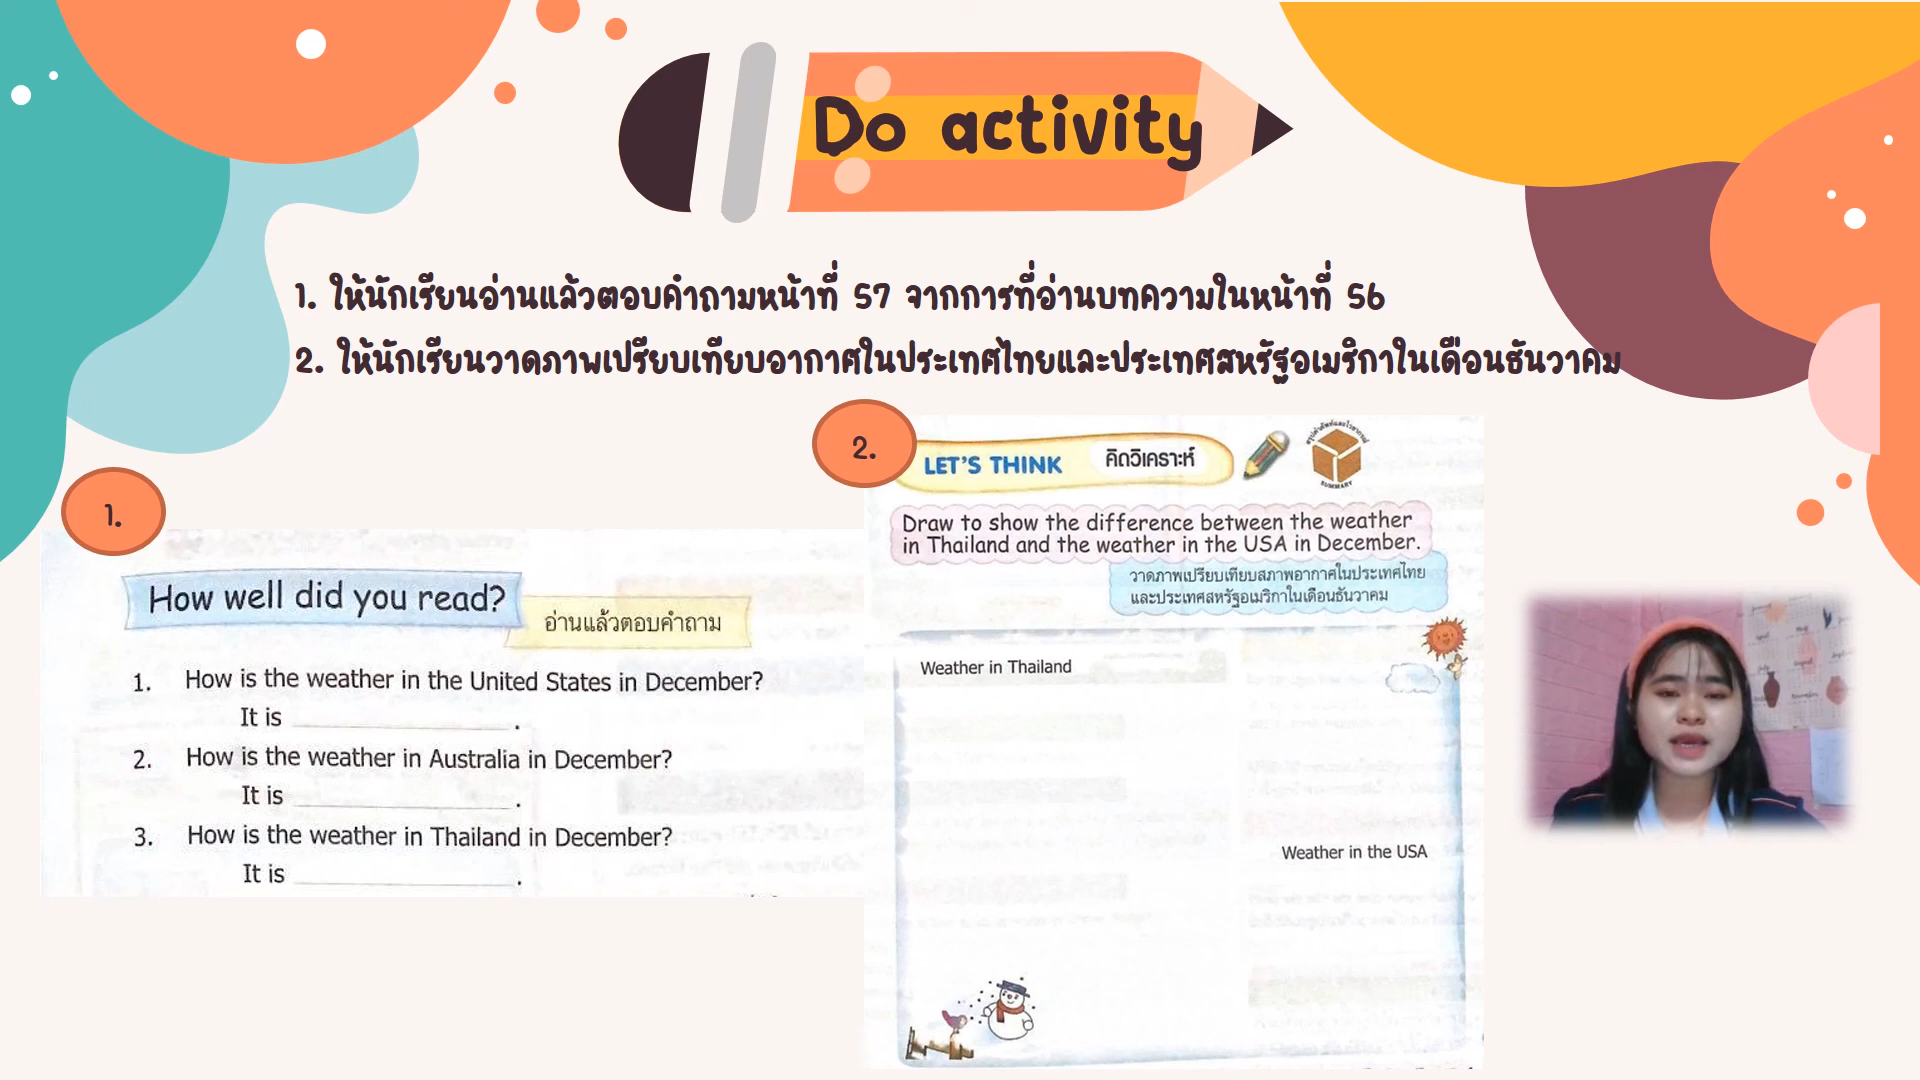 Do activity
1. ให้นักเรียนอ่านแล้วตอบคำถามหน้าที่ 57 จากการที่อ่านบทความในหน้าที่ 56
2. ให้นักเรียนวาดภาพเปรียบเทียบอากาศในประเทศไทยและประเทศสหรัฐอเมริกาในเดือนธันวาคม
1.
How well did you read?
อ่านแล้วตอบคำถาม
1. How is the weather in the United States in December?
It is ____________________ .
2. How is the weather in Australia in December?
It is ____________________ .
3. How is the weather in Thailand in December?
It is ____________________ .
2.
LET'S THINK คิดวิเคราะห์
SUMMARY
Draw to show the difference between the weather
in Thailand and the weather in the USA in December.
วาดภาพเปรียบเทียบสภาพอากาศในประเทศไทย
และประเทศสหรัฐอเมริกาในเดือนธันวาคม
Weather in Thailand
Weather in the USA